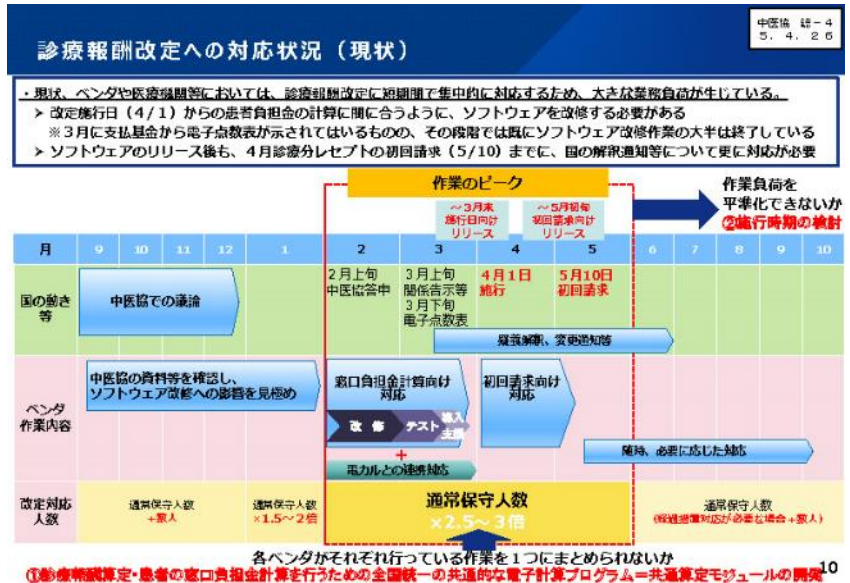 中医協 総－4
5．4．26
診療報酬改定への対応状況（現状）
・現状、ベンダや医療機関等においては、診療報酬改定に短期間で集中的に対応するため、大きな業務負荷が生じている。
➢ 改定施行日（4/1）からの患者負担金の計算に間に合うように、ソフトウェアを改修する必要がある
※３月に支払基金から電子点数表が示されてはいるものの、その段階では既にソフトウェア改修作業の大半は終了している
➢ ソフトウェアのリリース後も、４月診療分レセプトの初回請求（5/10）までに、国の解釈通知等について更に対応が必要
作業のピーク
～３月末
施行日向け
リリース
～５月初旬
初回請求向け
リリース
作業負荷を
平準化できないか
②施行時期の検討
月 9 10 11 12 1 2 3 4 5 6 7 8 9 10
国の動き
等
中医協での議論
２月上旬
中医協答申
３月上旬
関係告示等
３月下旬
電子点数表
４月１日
施行
５月10日
初回請求
疑義解釈、変更通知等
ベンダ
作業内容
中医協の資料等を確認し、
ソフトウェア改修への影響を見極め
窓口負担金計算向け
対応
改 修
テスト
導入
支援
＋
電カルとの連携対応
初回請求向け
対応
随時、必要に応じた対応
改定対応
人数
通常保守人数
+数人
通常保守人数
×1.5～2倍
通常保守人数
×2.5～3倍
通常保守人数
(経過措置対応が必要な場合+数人)
各ベンダがそれぞれ行っている作業を１つにまとめられないか
①診療報酬算定・患者の窓口負担金計算を行うための全国統一の共通的な電子計算プログラム＝共通算定モジュールの開発
10